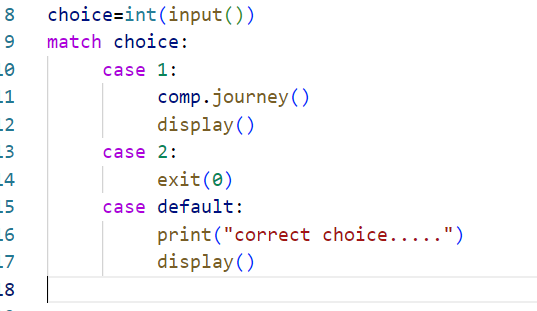 8 choice=int(input())
9 match choice:
10 case 1:
11 comp.journey()
12 display()
13 case 2:
14 exit(0)
15 case default:
16 print("correct choice.....")
17 display()
18